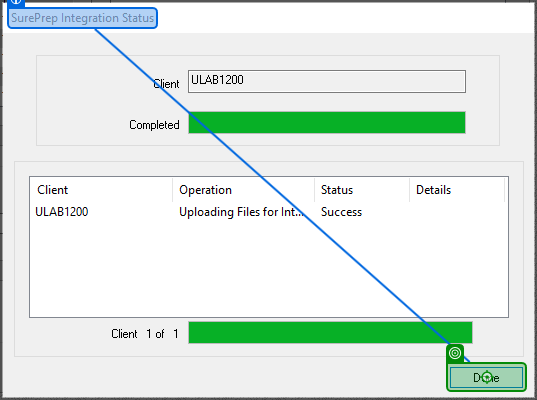 SurePrep Integration Status
Client ULAB1200
Completed
Client Operation Status Details
ULAB1200 Uploading Files for Int... Success
Client 1 of 1
Done